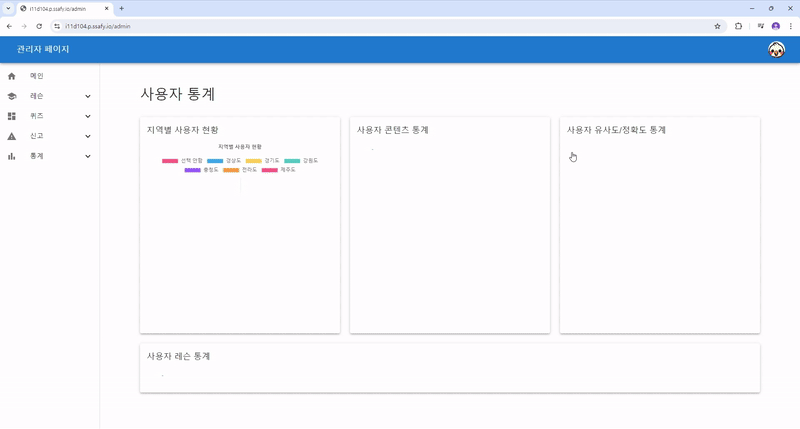 i11d104.p.ssafy.io/admin
i11d104.p.ssafy.io/admin
관리자 페이지
메인
레슨
퀴즈
신고
통계
사용자 통계
지역별 사용자 현황
지역별 사용자 현황
선택 안함 경상도 경기도 강원도
충청도 전라도 제주도
사용자 콘텐츠 통계
사용자 유사도/정확도 통계
사용자 레슨 통계